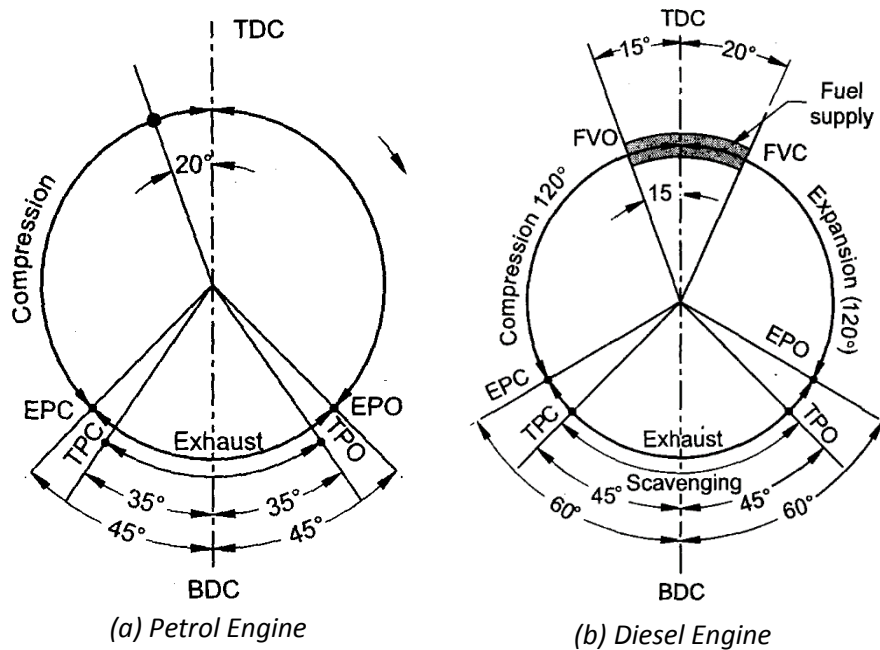 TDC
20°
Compression
EPC
TPC
Exhaust
TPO
EPO
35°
35°
45°
45°
BDC
(a) Petrol Engine
TDC
15°
20°
Fuel
supply
FVO
FVC
15
Compression 120°
Expansion (120°)
EPC
EPO
TPC
Exhaust
TPO
Scavenging
45°
45°
60°
60°
BDC
(b) Diesel Engine